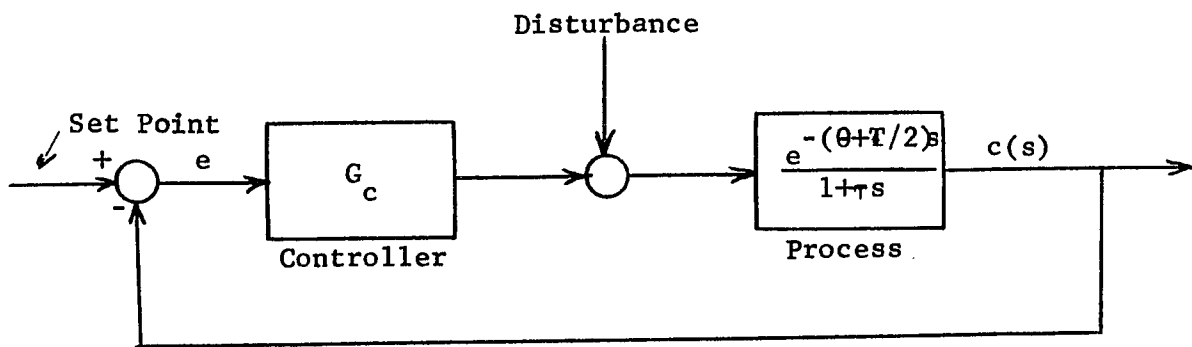 Disturbance
Set Point
+
e
-
G
c
Controller
e
-(θ+T/2)s
1+τs
Process
c(s)